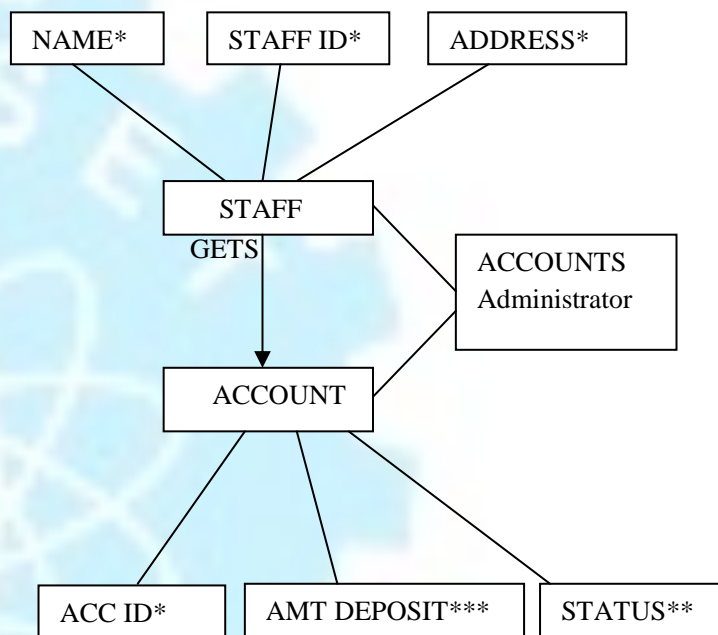 NAME*
STAFF ID*
ADDRESS*
STAFF
GETS
ACCOUNTS
Administrator
ACCOUNT
ACC ID*
AMT DEPOSIT***
STATUS**